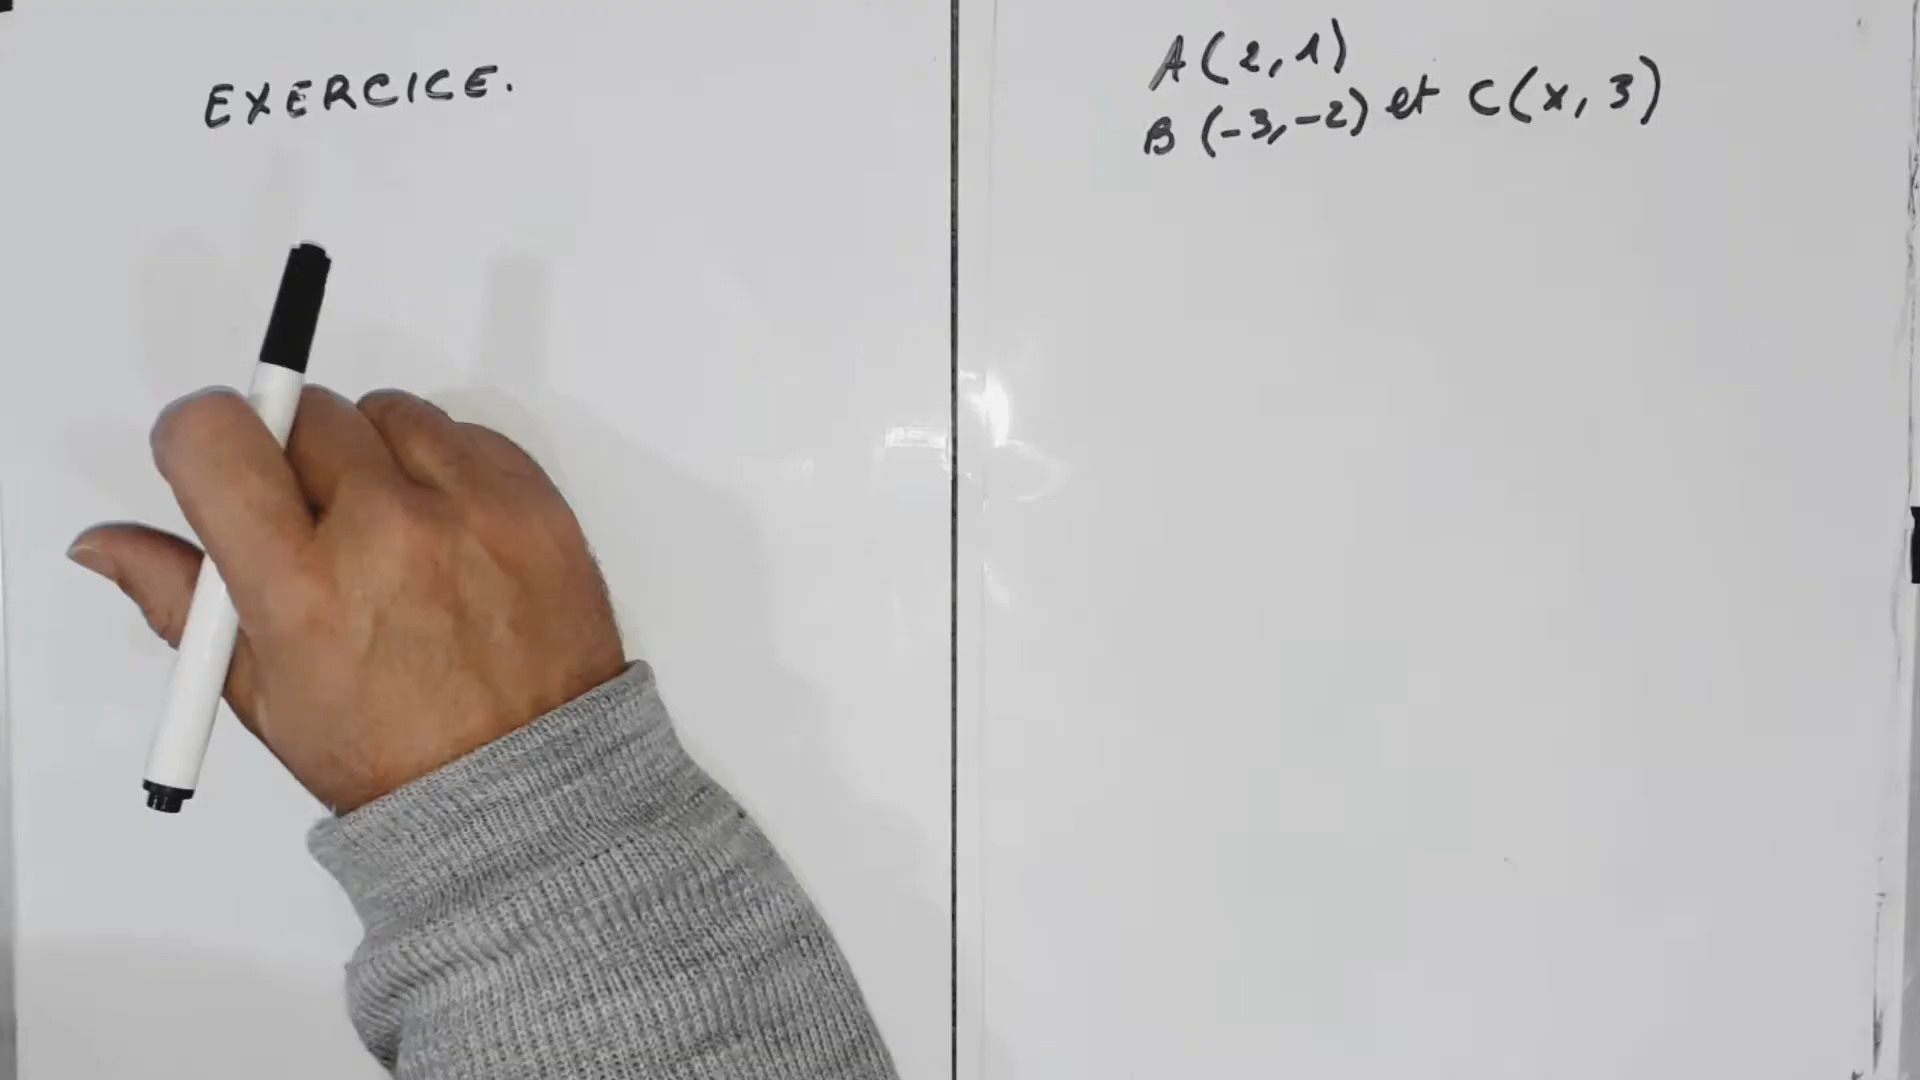 EXERCICE.
A(2,1)
B(-3,-2) et C(x,3)